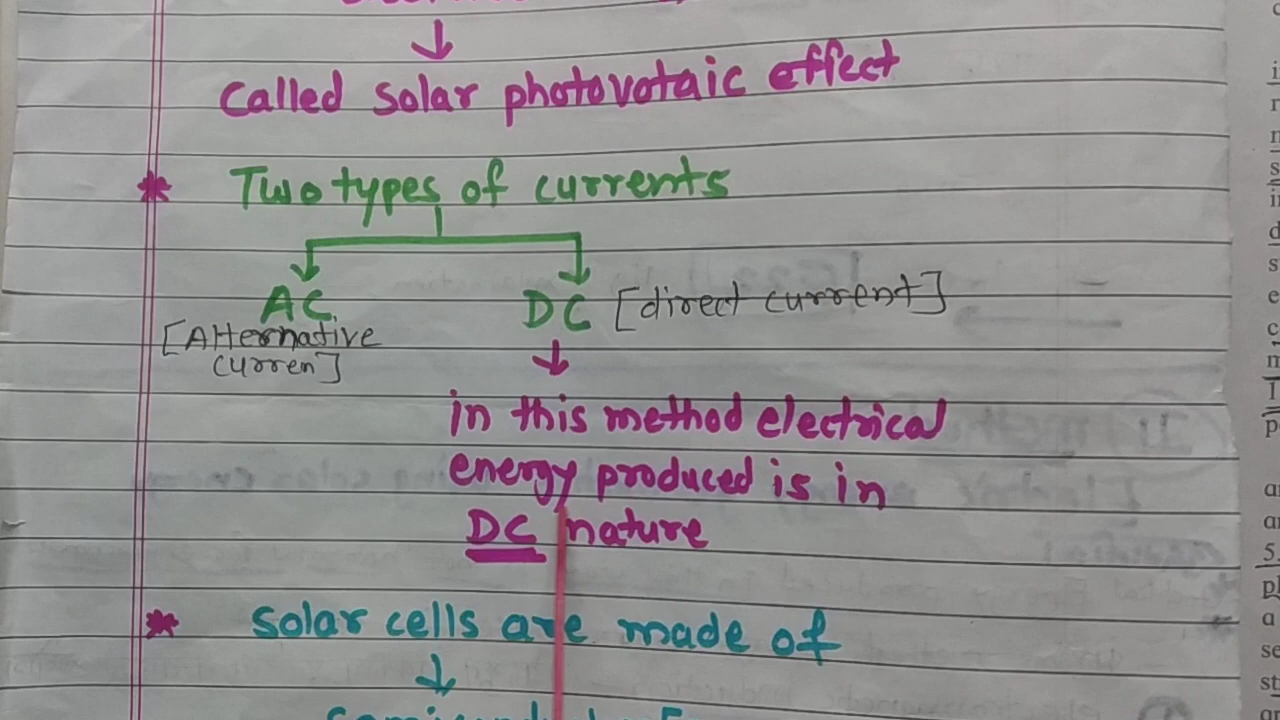 called solar photovotaic effect
* Two types of currents
AC DC [direct current]
[Alternative
curren]
in this method electrical
energy produced is in
DC nature
* solar cells are made of